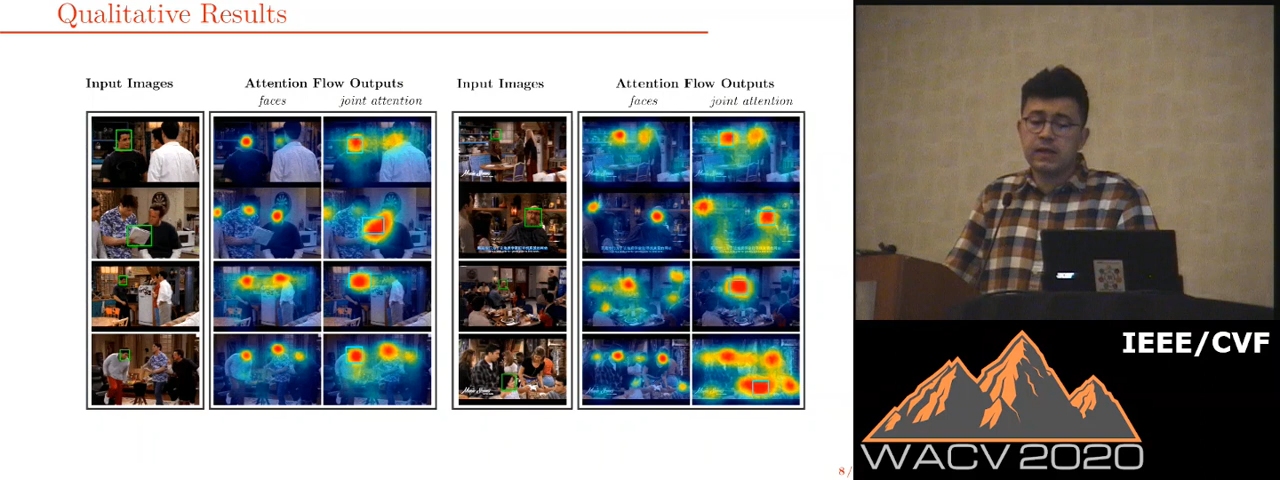 Qualitative Results
Input Images Attention Flow Outputs Input Images Attention Flow Outputs
faces joint attention faces joint attention
acer
IEEE/CVF
WACV 2020
8 /